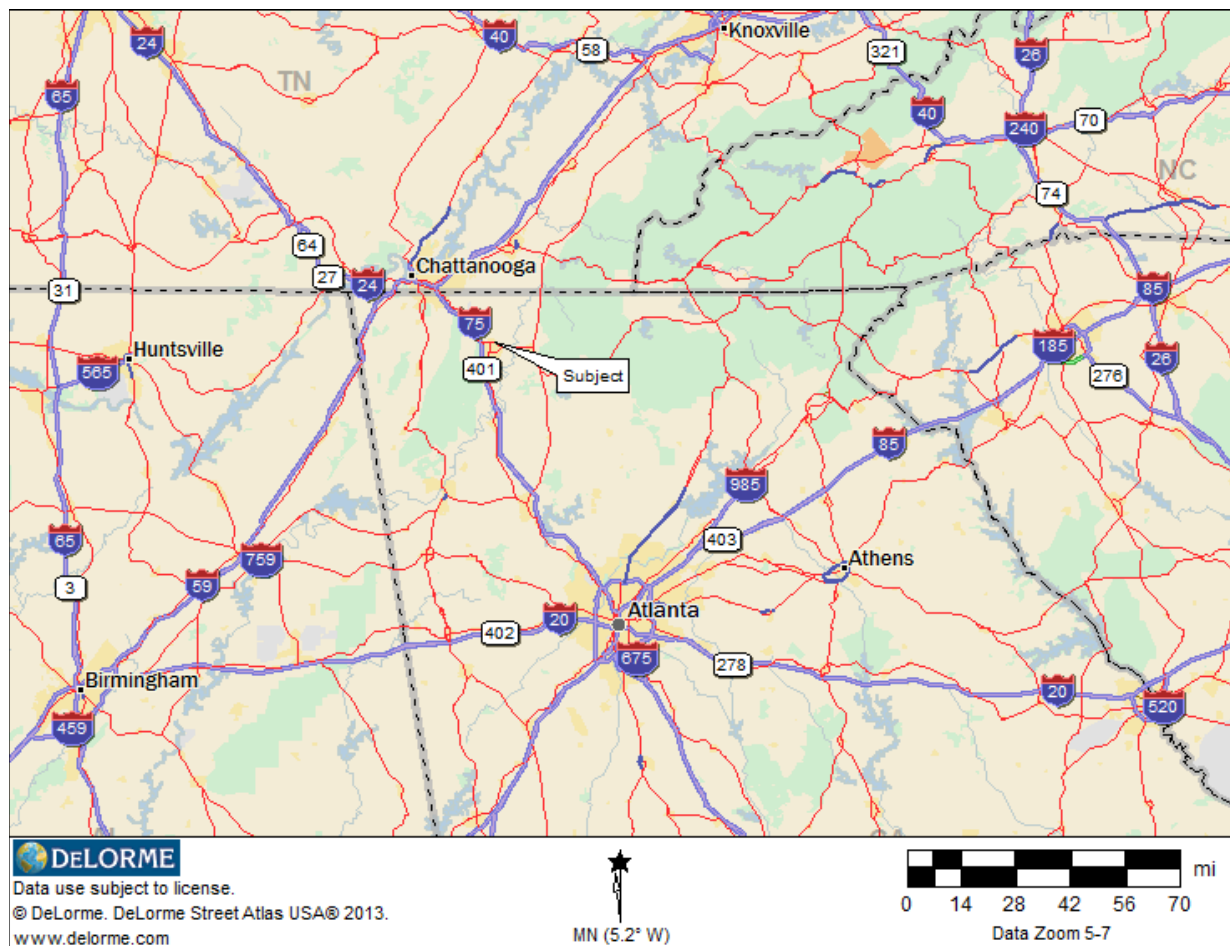 24
40
58
Knoxville
321
26
65
TN
40
240
70
NC
74
64
27
24
Chattanooga
31
85
75
Huntsville
401
Subject
565
185
26
276
85
985
65
403
759
59
Athens
3
20
Atlanta
402
675
278
Birmingham
20
459
520
DELORME
Data use subject to license.
© DeLorme. DeLorme Street Atlas USA® 2013.
www.delorme.com
MN (5.2° W)
mi
0 14 28 42 56 70
Data Zoom 5-7